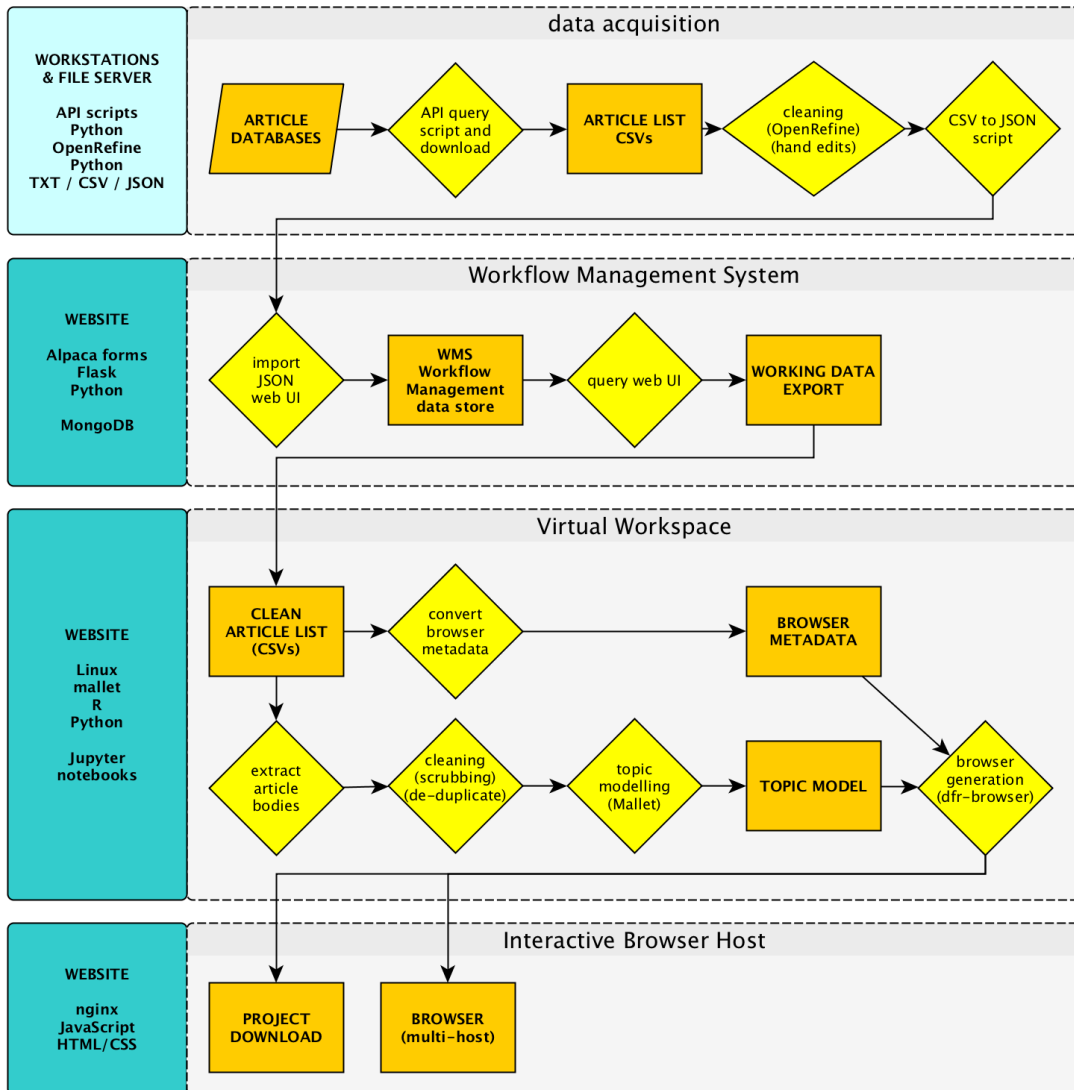 data acquisition
WORKSTATIONS
& FILE SERVER
API scripts
Python
OpenRefine
Python
TXT / CSV / JSON
ARTICLE
DATABASES
API query
script and
download
ARTICLE LIST
CSVs
cleaning
(OpenRefine)
(hand edits)
CSV to JSON
script
Workflow Management System
WEBSITE
Alpaca forms
Flask
Python
MongoDB
import
JSON
web UI
WMS
Workflow
Management
data store
query web UI
WORKING DATA
EXPORT
Virtual Workspace
WEBSITE
Linux
mallet
R
Python
Jupyter
notebooks
CLEAN
ARTICLE LIST
(CSVs)
convert
browser
metadata
BROWSER
METADATA
extract
article
bodies
cleaning
(scrubbing)
(de-duplicate)
topic
modelling
(Mallet)
TOPIC MODEL
browser
generation
(dfr-browser)
Interactive Browser Host
WEBSITE
nginx
JavaScript
HTML/CSS
PROJECT
DOWNLOAD
BROWSER
(multi-host)